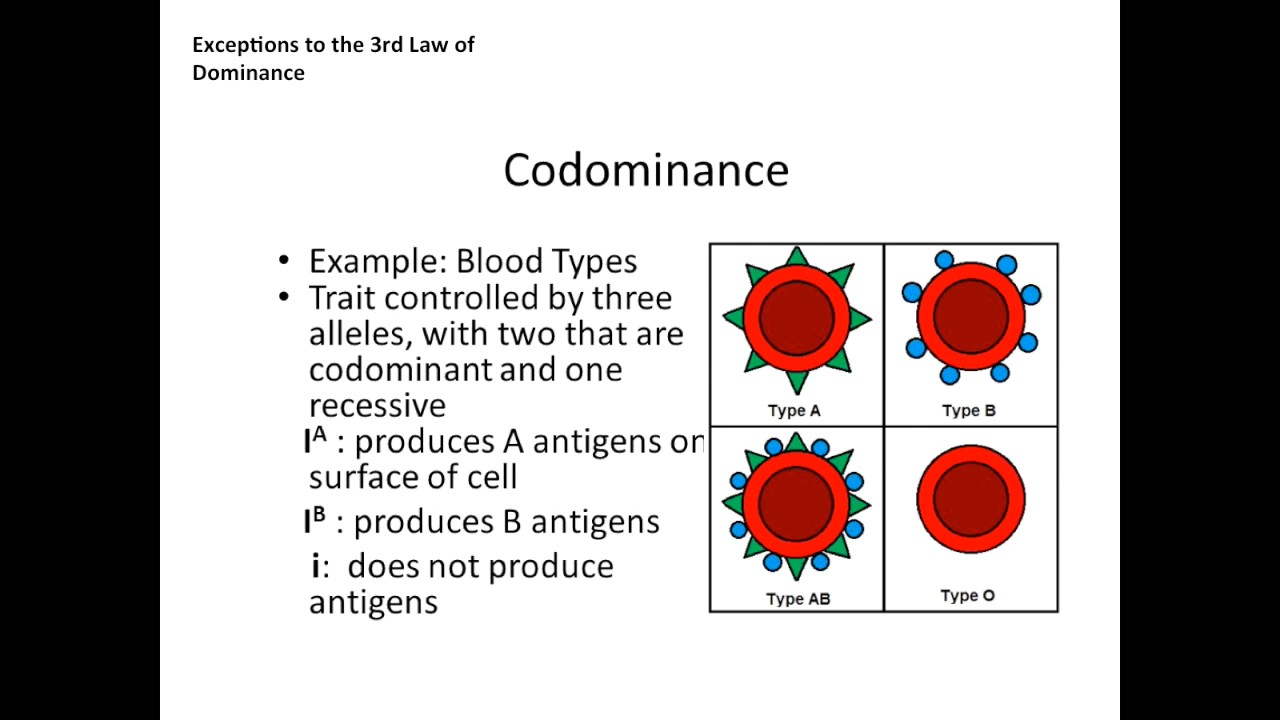 Exceptions to the 3rd Law of
Dominance
Codominance
• Example: Blood Types
• Trait controlled by three
alleles, with two that are
codominant and one
recessive
Iᴬ : produces A antigens on
surface of cell
Iᴮ : produces B antigens
i: does not produce
antigens
Type A
Type B
Type AB
Type O